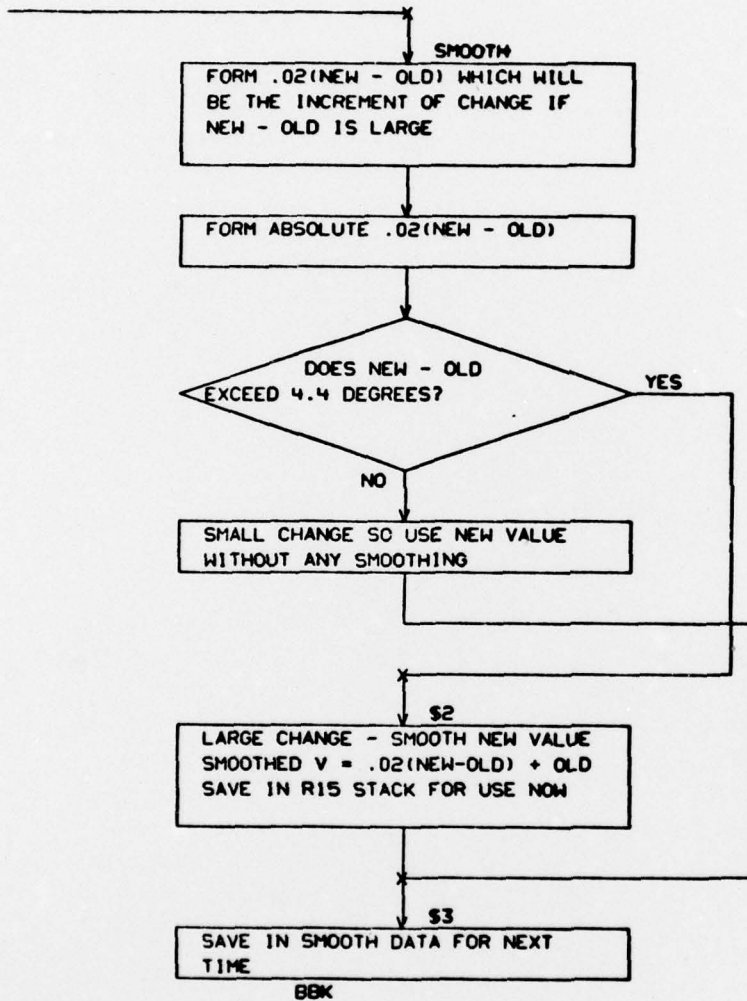 SMOOTH
FORM .02(NEW - OLD) WHICH WILL
BE THE INCREMENT OF CHANGE IF
NEW - OLD IS LARGE
FORM ABSOLUTE .02(NEW - OLD)
DOES NEW - OLD
EXCEED 4.4 DEGREES?
YES
NO
SMALL CHANGE SO USE NEW VALUE
WITHOUT ANY SMOOTHING
$2
LARGE CHANGE - SMOOTH NEW VALUE
SMOOTHED V = .02(NEW-OLD) + OLD
SAVE IN R15 STACK FOR USE NOW
$3
SAVE IN SMOOTH DATA FOR NEXT
TIME
BBK